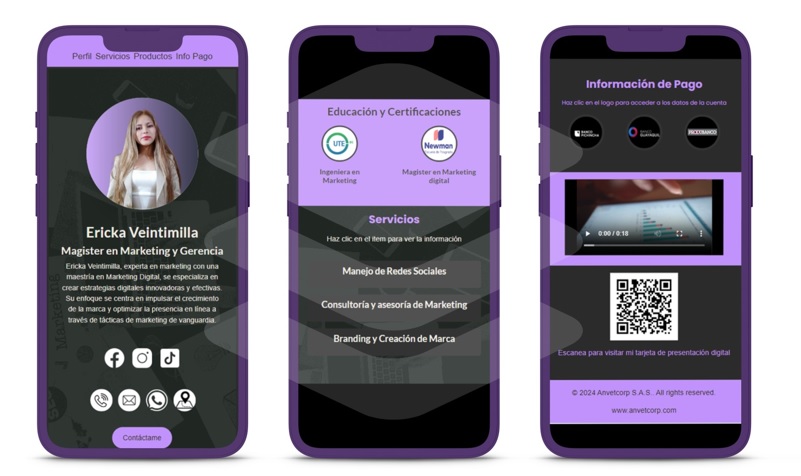 Perfil Servicios Productos Info Pago
Ericka Veintimilla
Magister en Marketing y Gerencia
Ericka Veintimilla, experta en marketing con una
maestría en Marketing Digital, se especializa en
crear estrategias digitales innovadoras y efectivas.
Su enfoque se centra en impulsar el crecimiento
de la marca y optimizar la presencia en línea a
través de tácticas de marketing de vanguardia.
Contáctame
Educación y Certificaciones
UTE
Newman
Ingeniera en
Marketing
Magister en Marketing
digital
Servicios
Haz clic en el item para ver la información
Manejo de Redes Sociales
Consultoría y asesoría de Marketing
Branding y Creación de Marca
Información de Pago
Haz clic en el logo para acceder a los datos de la cuenta
BANCO
PICHINCHA
BANCO
GUAYAQUIL
PRODUBANCO
0:00 / 0:18
Escanea para visitar mi tarjeta de presentación digital
© 2024 Anvetcorp S.A.S.. All rights reserved.
www.anvetcorp.com